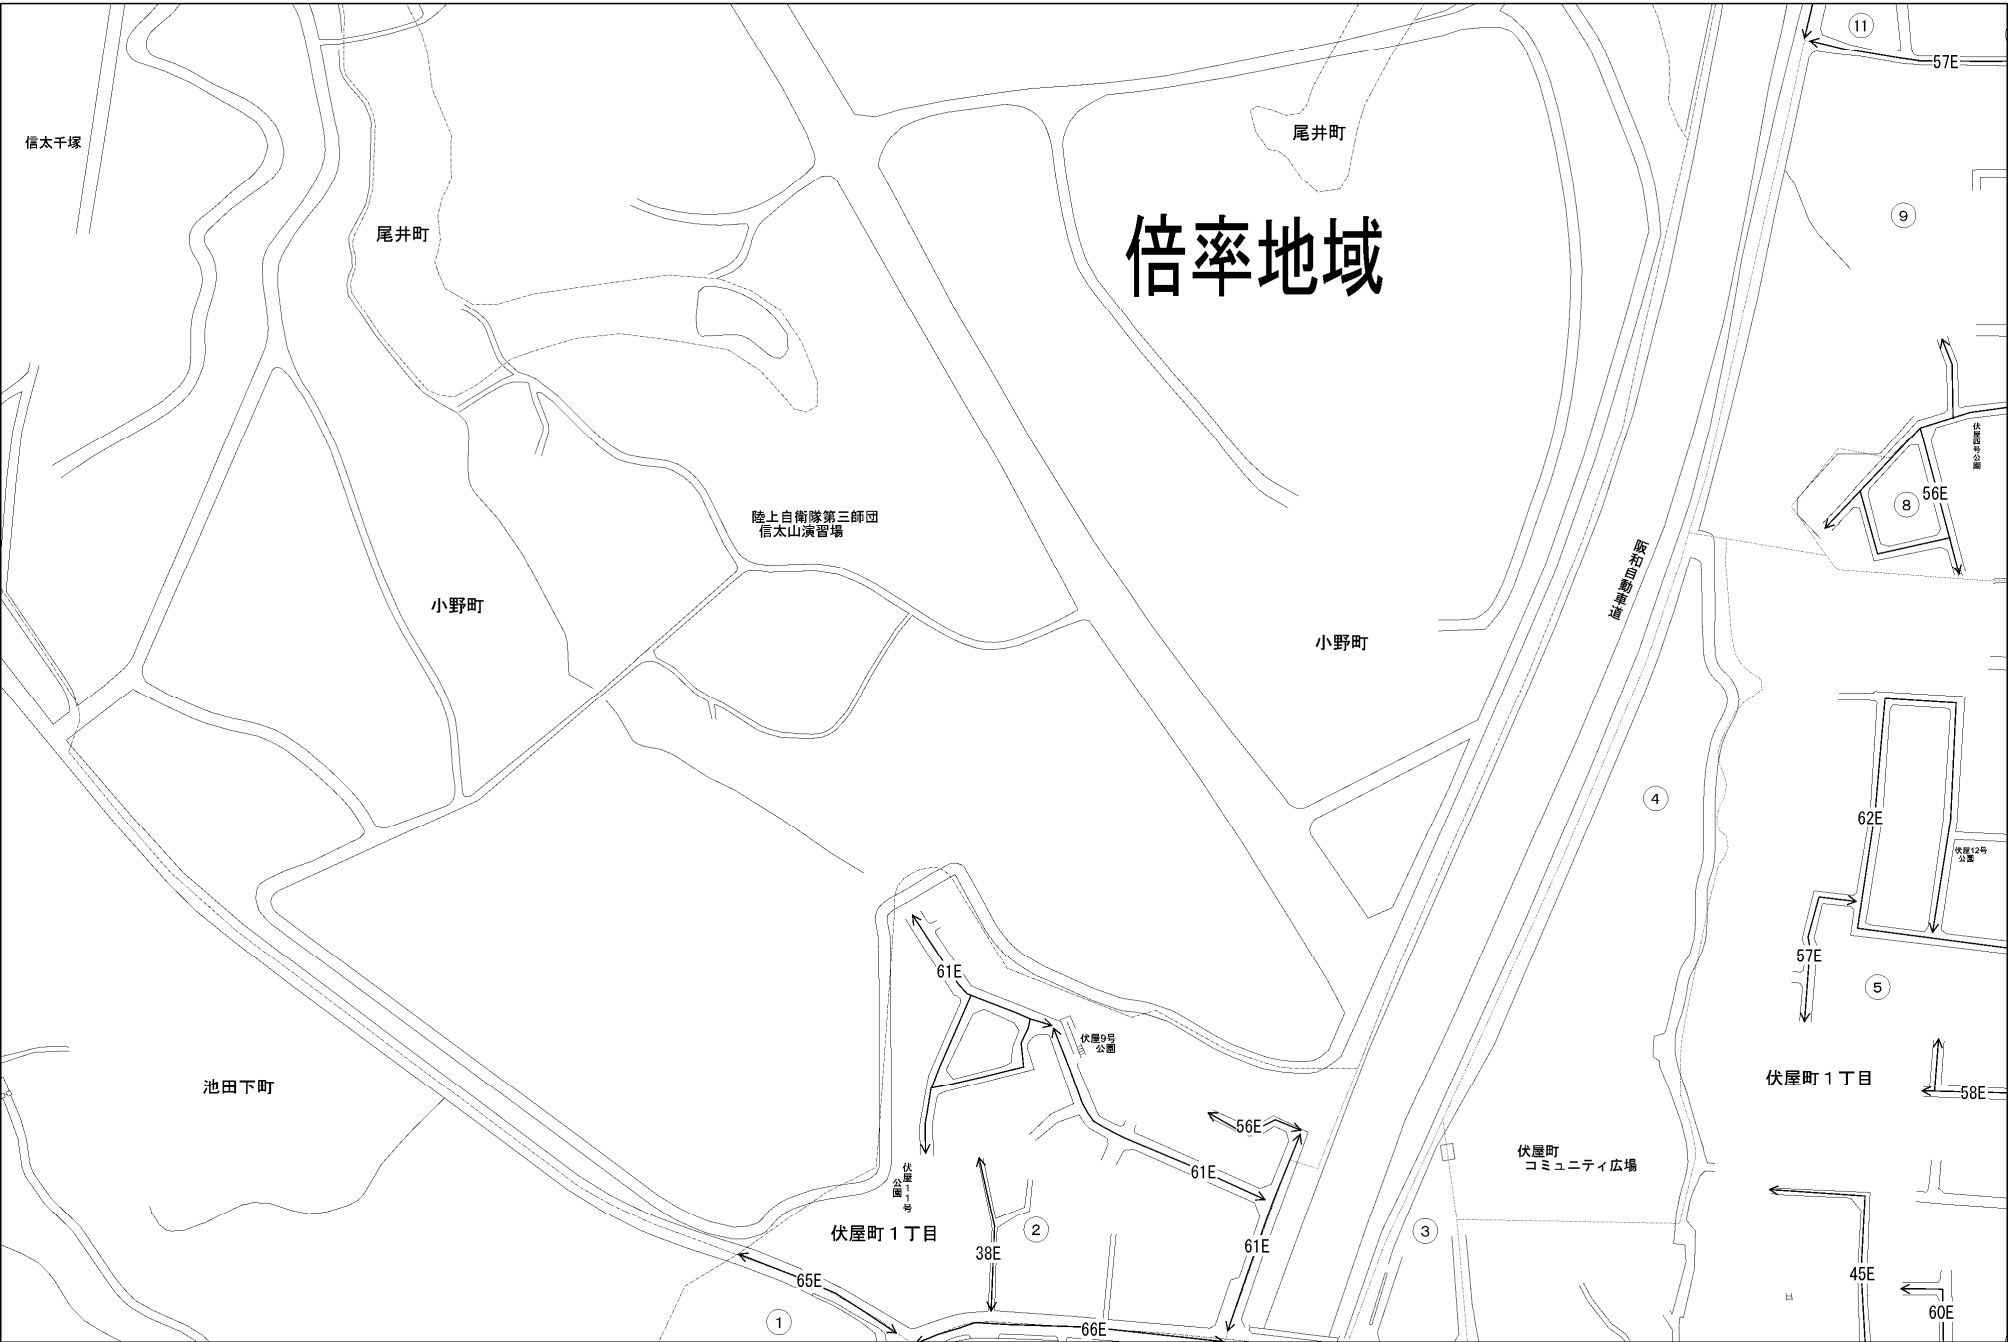 ⑪
57E
信太千塚
尾井町
尾井町
倍率地域
⑨
伏屋四号公園
56E
⑧
陸上自衛隊第三師団
信太山演習場
阪和自動車道
小野町
小野町
④
62E
伏屋12号
公園
61E
57E
⑤
伏屋9号
公園
伏屋町1丁目
池田下町
58E
56E
伏屋町
コミュニティ広場
61E
伏屋11号
公園
伏屋町1丁目
②
③
38E
61E
65E
45E
60E
①
66E